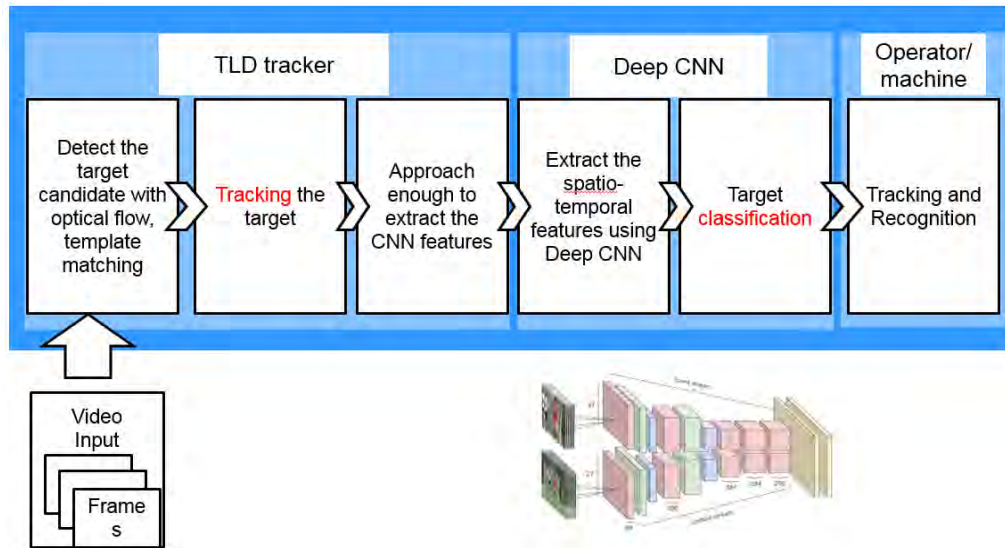 TLD tracker
Deep CNN
Operator/
machine
Detect the
target
candidate with
optical flow,
template
matching
Tracking the
target
Approach
enough to
extract the
CNN features
Extract the
spatio-
temporal
features using
Deep CNN
Target
classification
Tracking and
Recognition
Video
Input
Frame
s